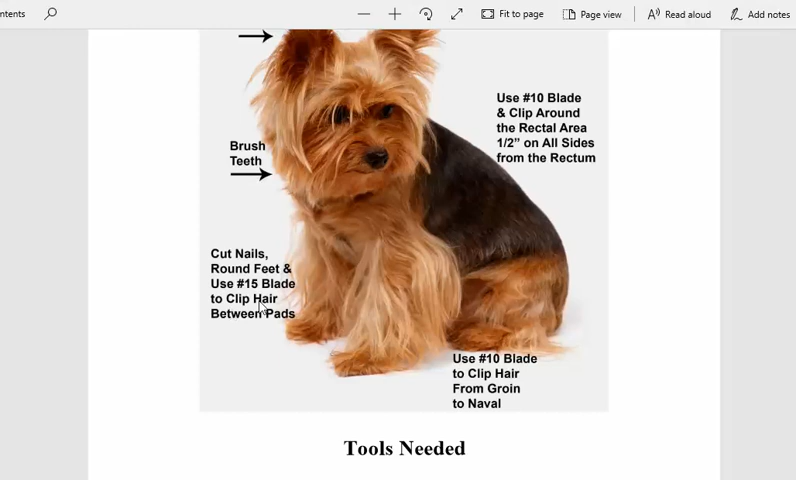 ntents
Fit to page
Page view
Read aloud
Add notes
Use #10 Blade
& Clip Around
the Rectal Area
1/2” on All Sides
from the Rectum
Brush
Teeth
Cut Nails,
Round Feet &
Use #15 Blade
to Clip Hair
Between Pads
Use #10 Blade
to Clip Hair
From Groin
to Naval
Tools Needed